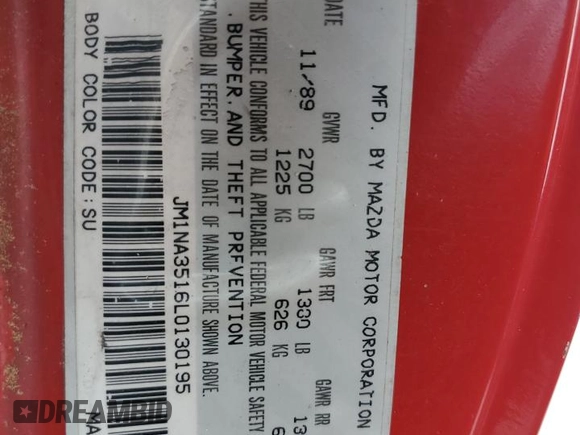 MFD. BY MAZDA MOTOR CORPORATION
DATE GVWR GAWR FRT GAWR RR
11/89 2700 LB 1380 LB
1225 KG 626 KG
THIS VEHICLE CONFORMS TO ALL APPLICABLE FEDERAL MOTOR VEHICLE SAFETY
, BUMPER, AND THEFT PREVENTION
STANDARD IN EFFECT ON THE DATE OF MANUFACTURE SHOWN ABOVE.
JM1NA3516L0130195
BODY COLOR CODE:SU
DREAMBID